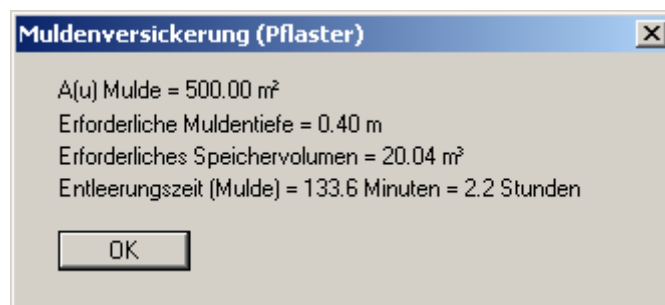 Muldenversickerung (Pflaster)
A(u) Mulde = 500.00 m²
Erforderliche Muldentiefe = 0.40 m
Erforderliches Speichervolumen = 20.04 m³
Entleerungszeit (Mulde) = 133.6 Minuten = 2.2 Stunden
OK